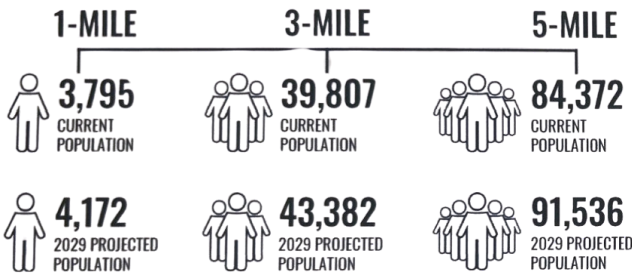 1-MILE
3-MILE
5-MILE
3,795
CURRENT
POPULATION
39,807
CURRENT
POPULATION
84,372
CURRENT
POPULATION
4,172
2029 PROJECTED
POPULATION
43,382
2029 PROJECTED
POPULATION
91,536
2029 PROJECTED
POPULATION